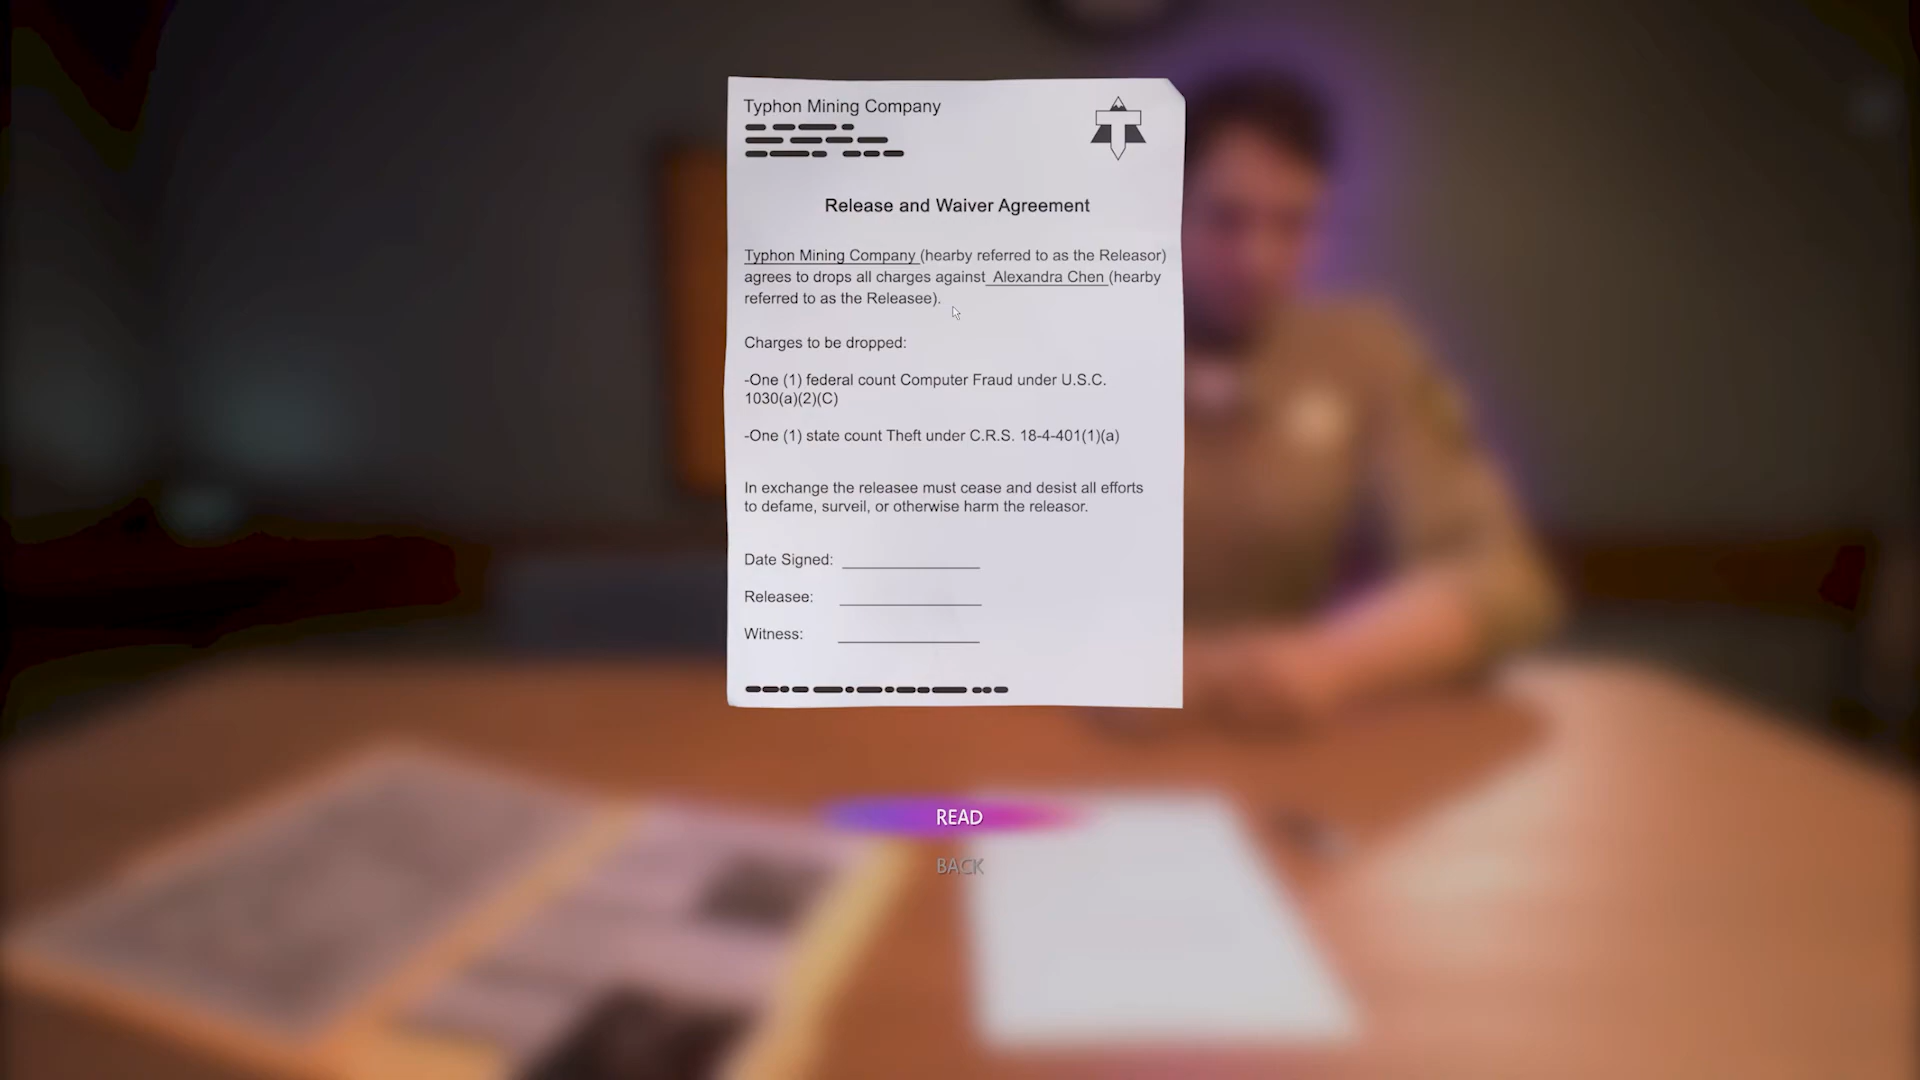 Typhon Mining Company
Release and Waiver Agreement
Typhon Mining Company (hearby referred to as the Releasor)
agrees to drops all charges against Alexandra Chen (hearby
referred to as the Releasee).
Charges to be dropped:
-One (1) federal count Computer Fraud under U.S.C.
1030(a)(2)(C)
-One (1) state count Theft under C.R.S. 18-4-401(1)(a)
In exchange the releasee must cease and desist all efforts
to defame, surveil, or otherwise harm the releasor.
Date Signed:
Releasee:
Witness:
READ
BACK